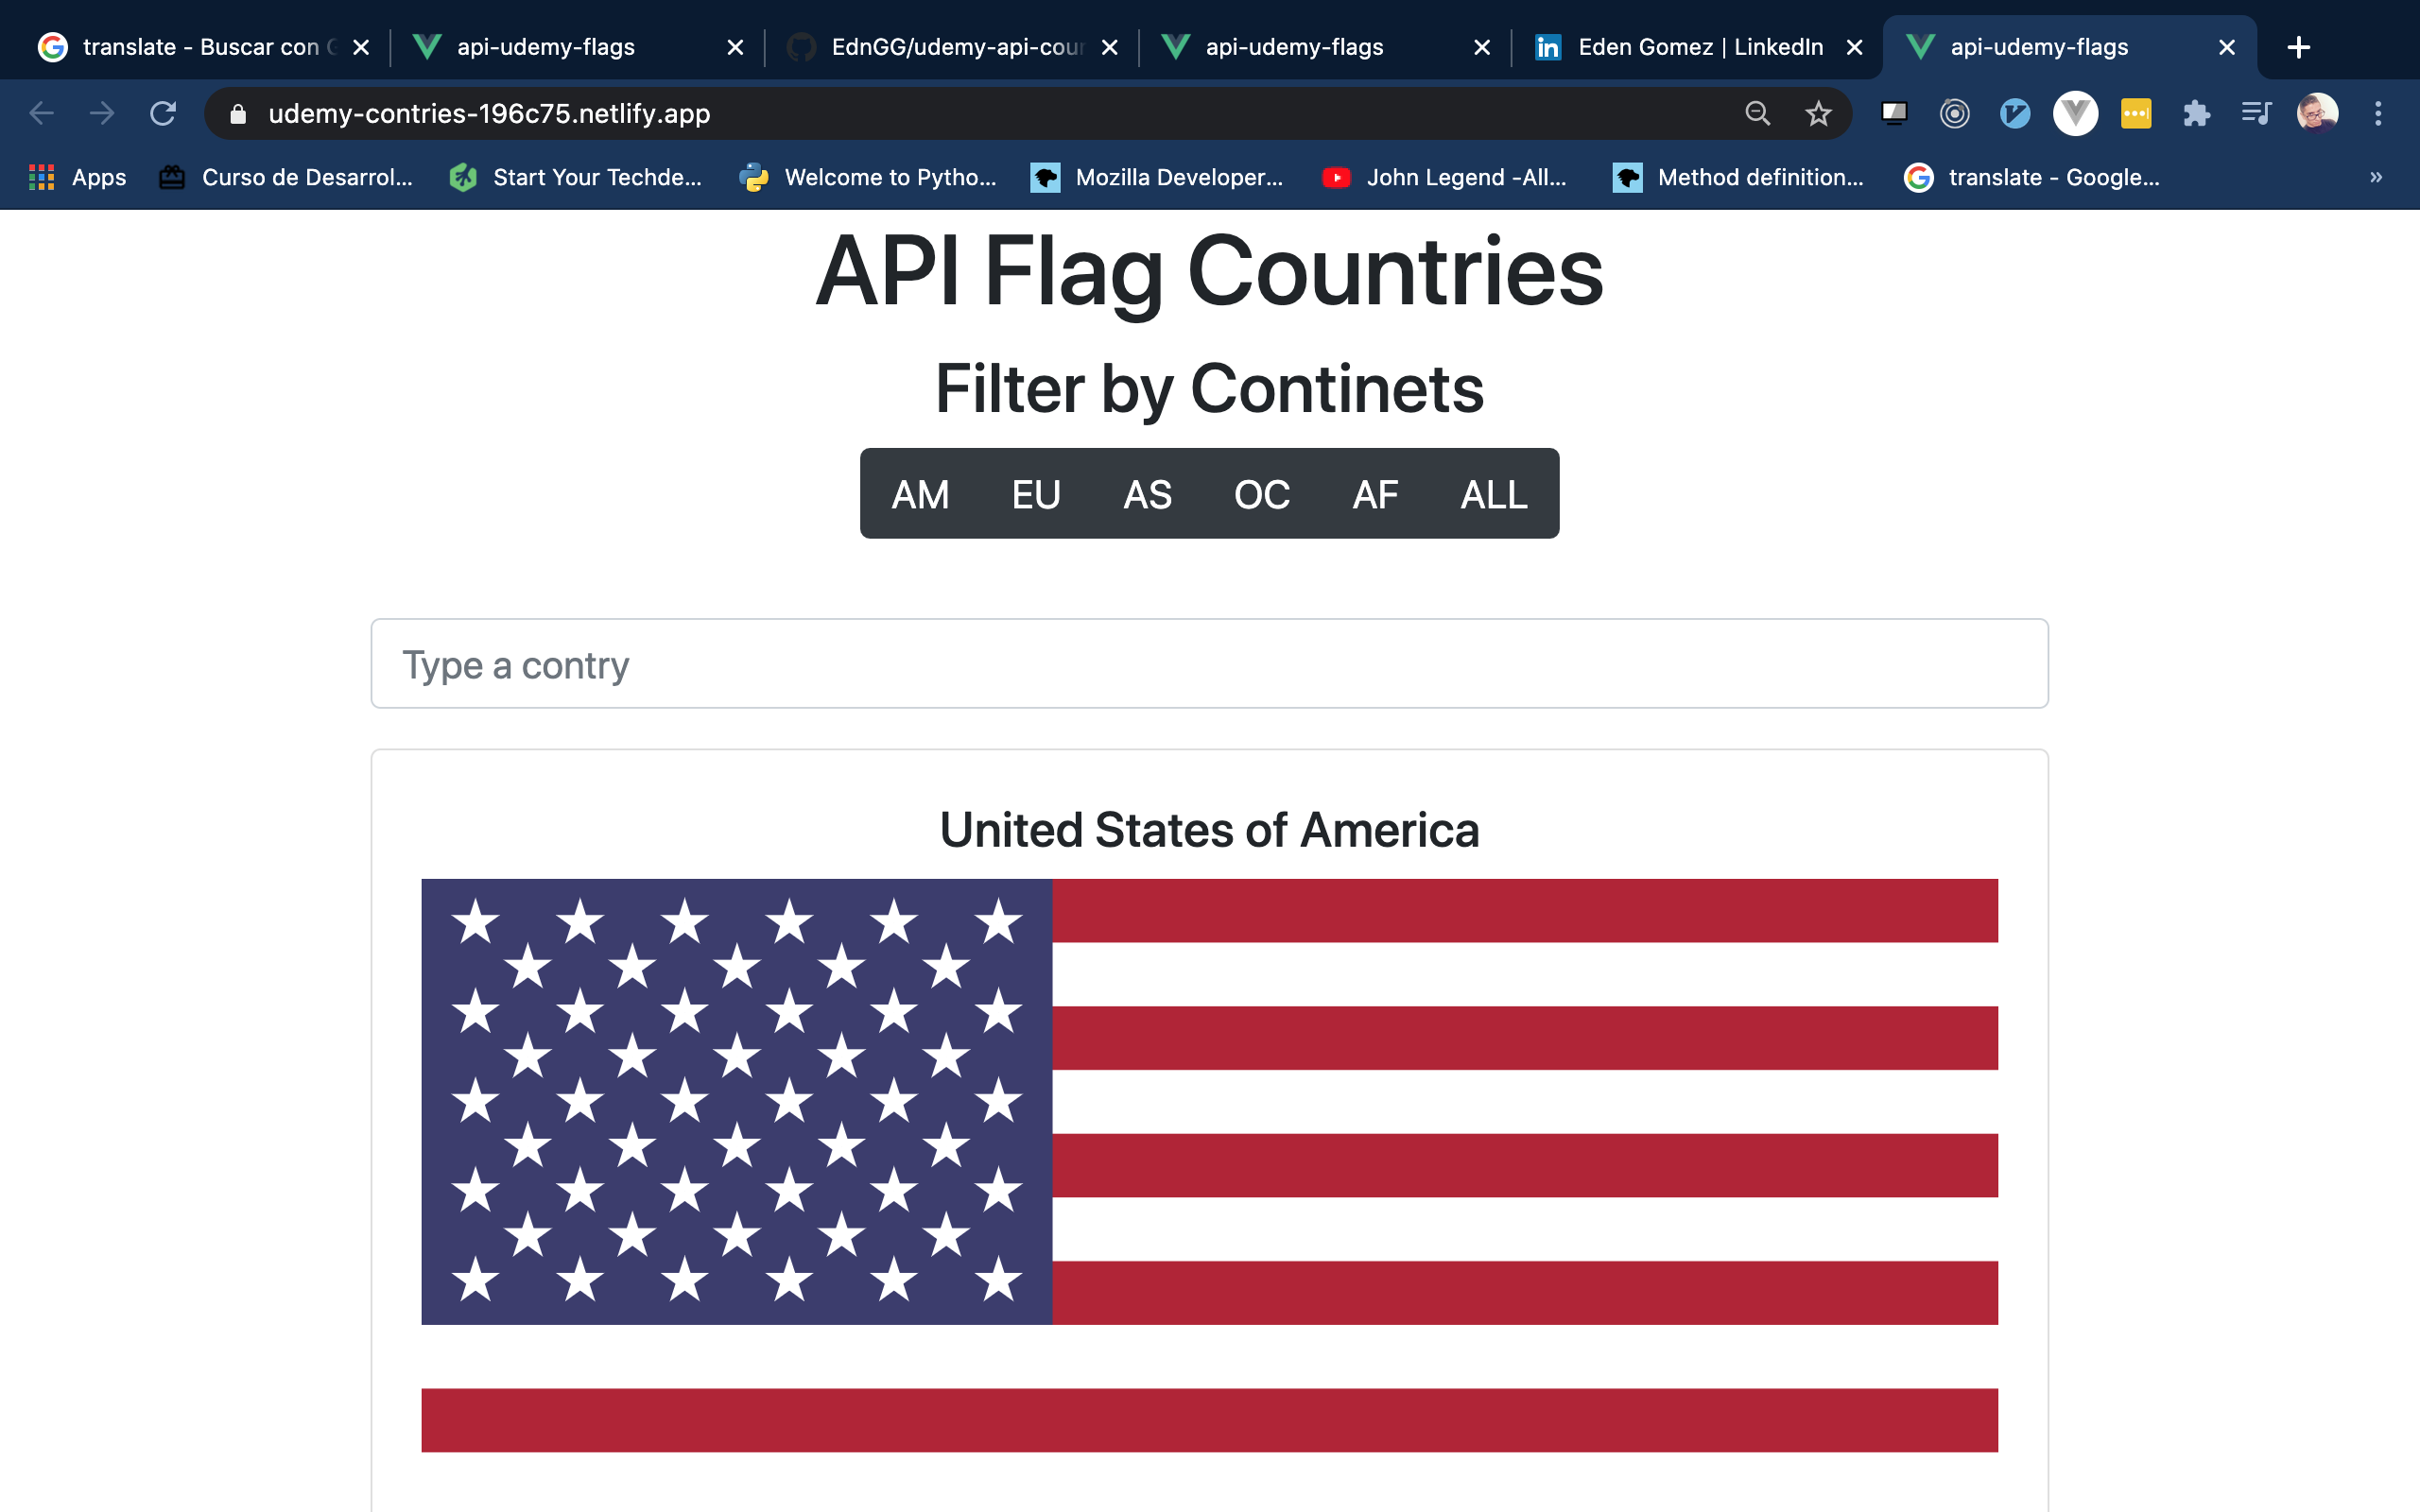 translate - Buscar con G
api-udemy-flags
EdnGG/udemy-api-cour
api-udemy-flags
Eden Gomez | LinkedIn
api-udemy-flags
udemy-contries-196c75.netlify.app
Apps
Curso de Desarrol...
Start Your Techde...
Welcome to Pytho...
Mozilla Developer...
John Legend -All...
Method definition...
translate - Google...
API Flag Countries
Filter by Continets
AM EU AS OC AF ALL
Type a contry
United States of America